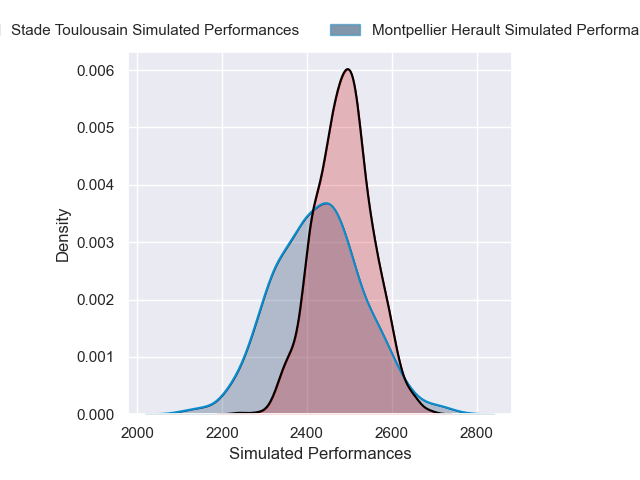 Stade Toulousain Simulated Performances
Montpellier Herault Simulated Performa
0.006
0.005
0.004
0.003
0.002
0.001
0.000
Density
2000 2200 2400 2600 2800
Simulated Performances